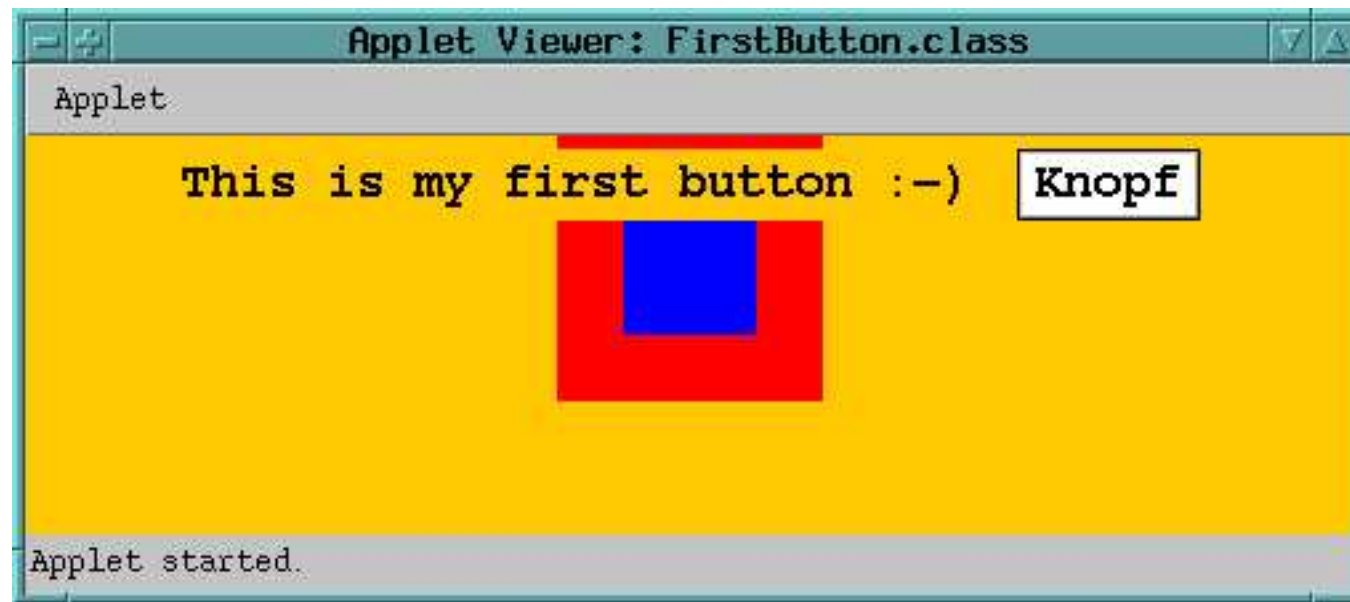 Applet Viewer: FirstButton.class
Applet
This is my first button :-) Knopf
Applet started.